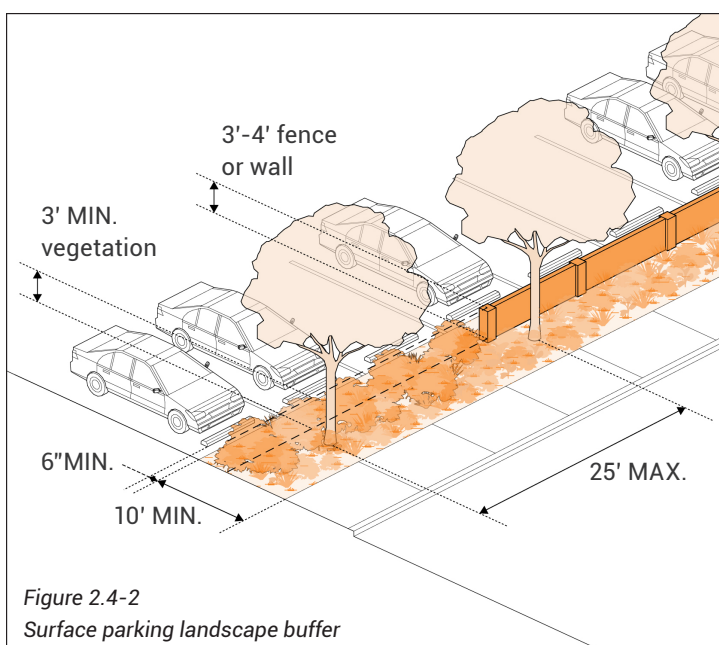 3'-4' fence
or wall
3' MIN.
vegetation
6"MIN.
10' MIN.
25' MAX.
Figure 2.4-2
Surface parking landscape buffer